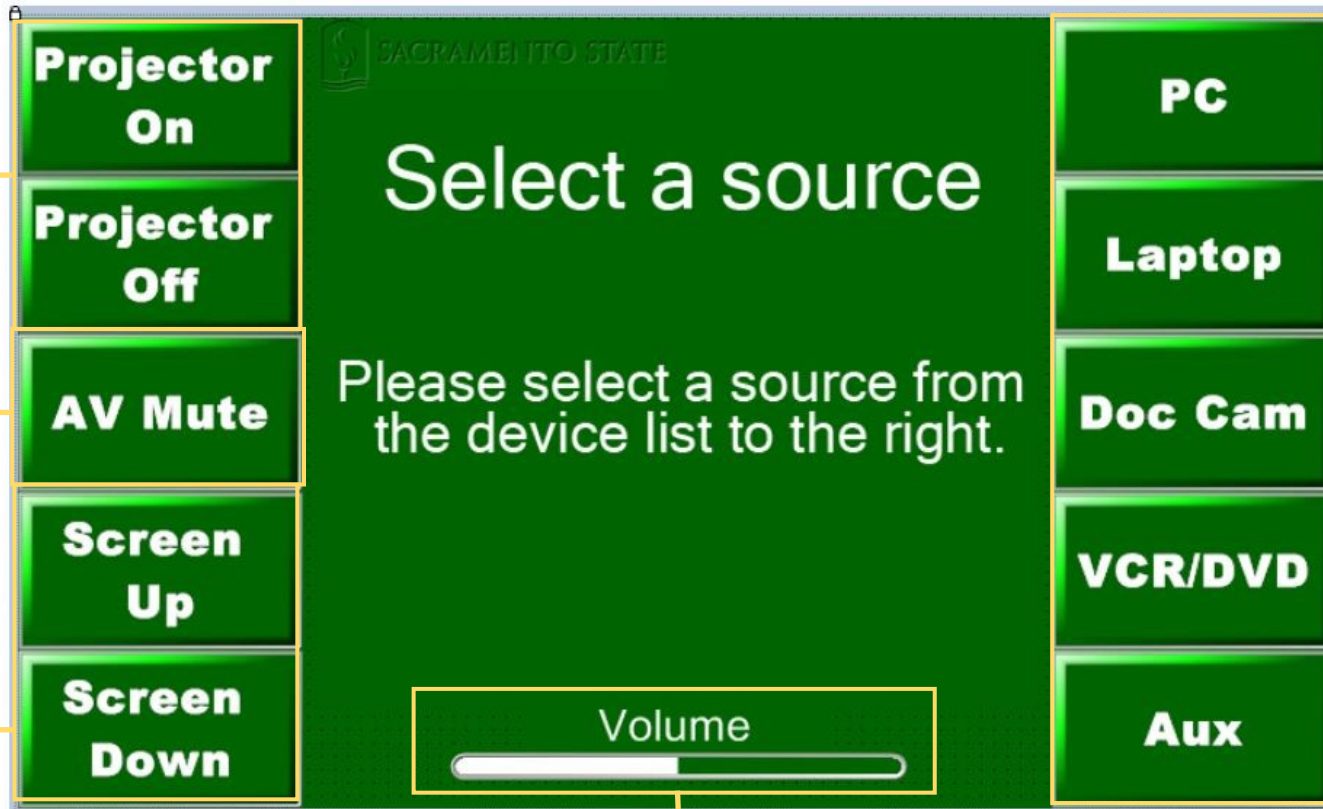 Projector
On
Projector
Off
AV Mute
Screen
Up
Screen
Down
SACRAMENTO STATE
Select a source
Please select a source from
the device list to the right.
Volume
PC
Laptop
Doc Cam
VCR/DVD
Aux